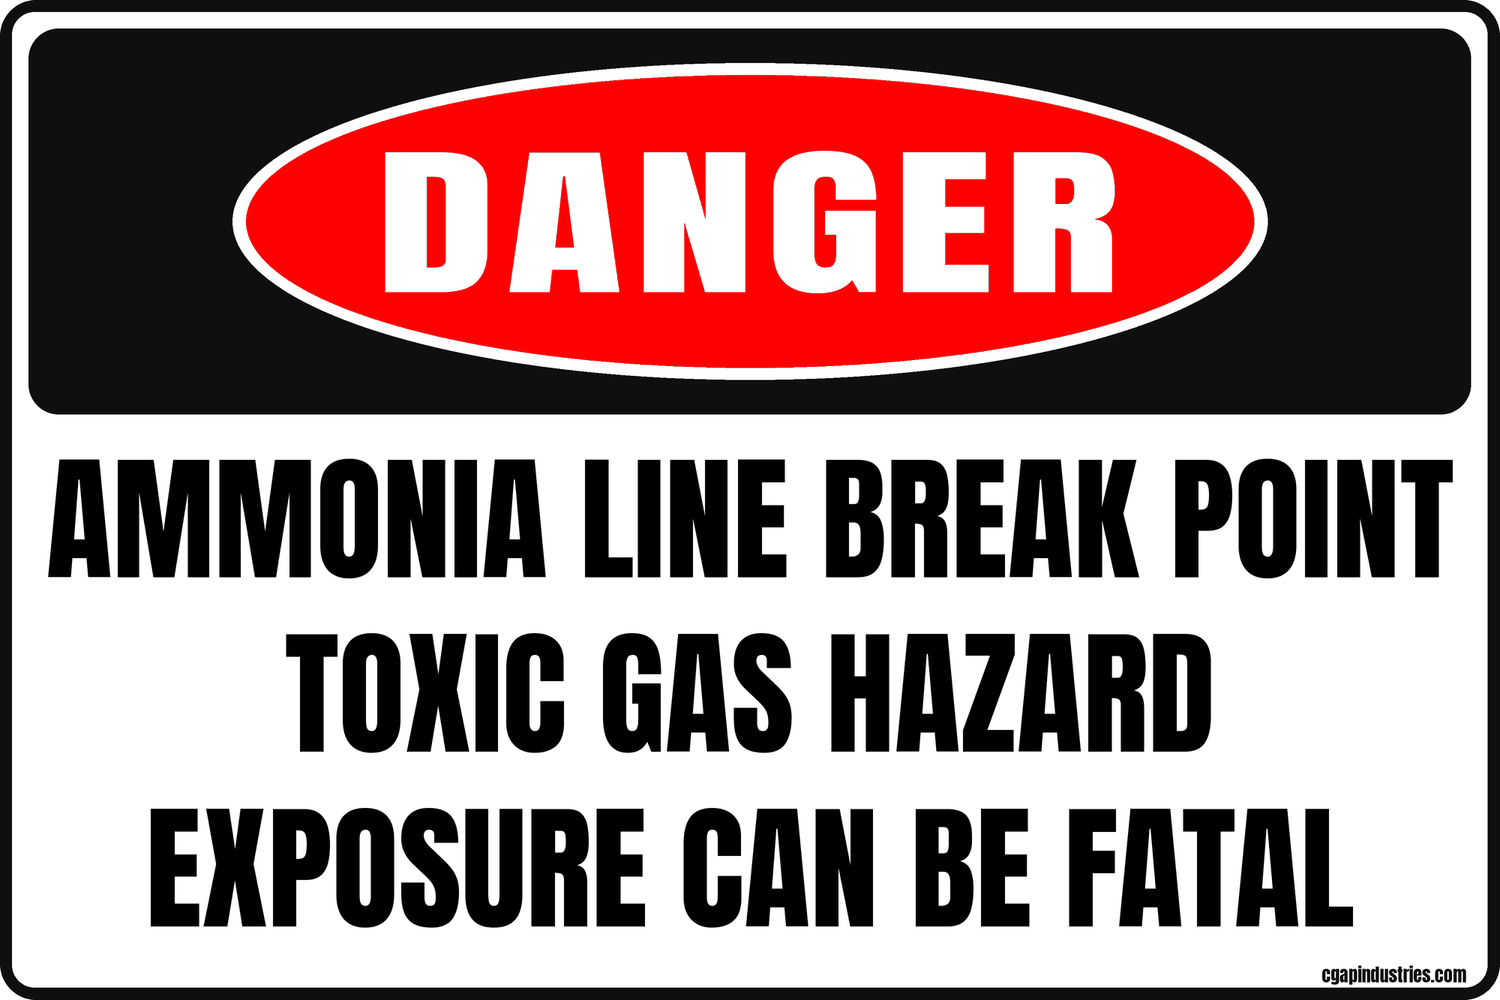 DANGER
AMMONIA LINE BREAK POINT
TOXIC GAS HAZARD
EXPOSURE CAN BE FATAL
cgapindustries.com